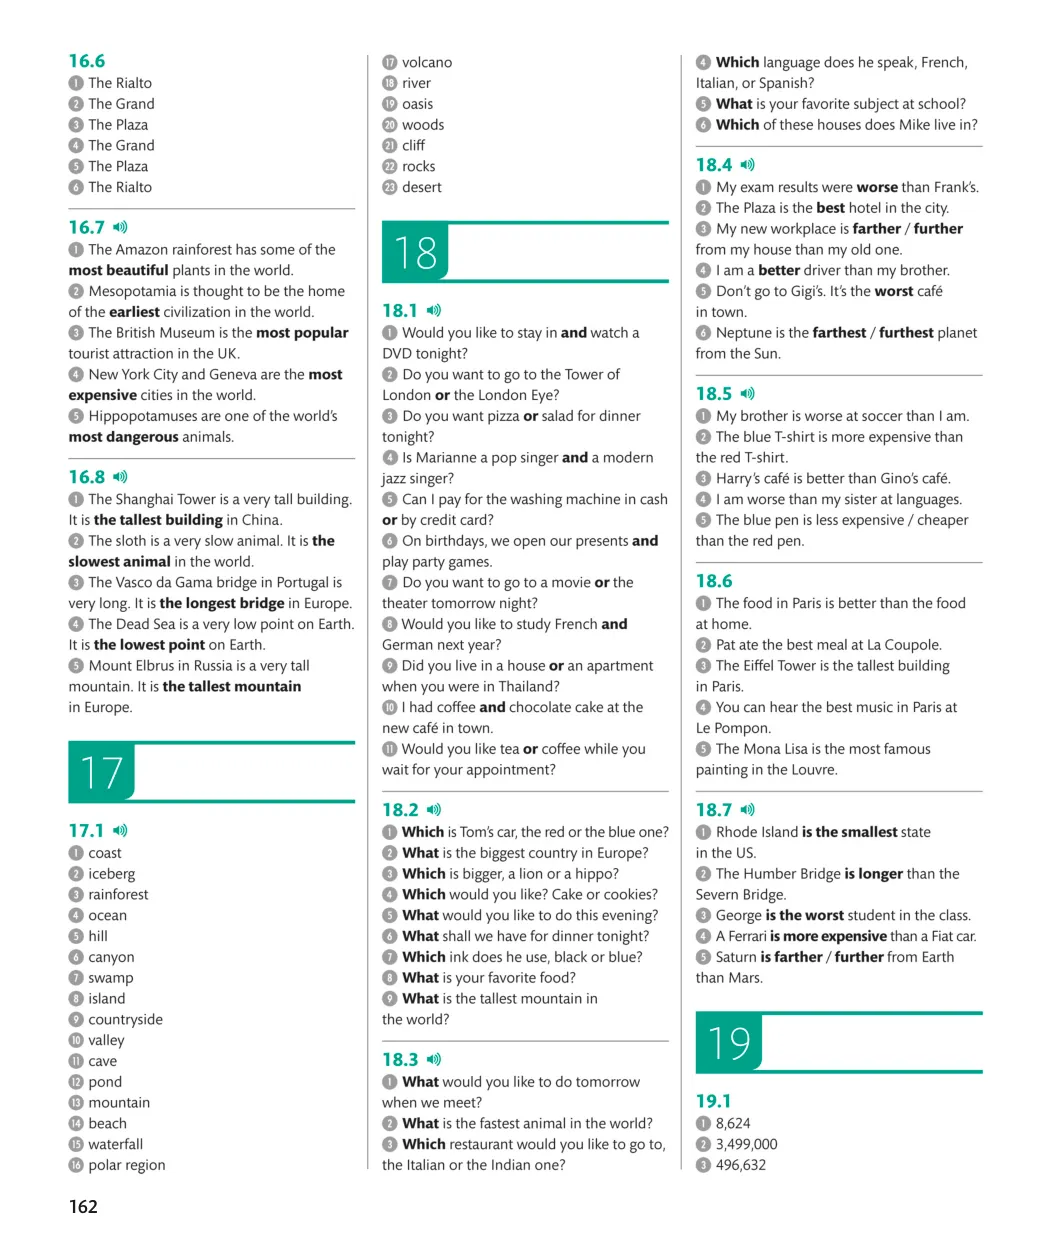 16.6
1 The Rialto
2 The Grand
3 The Plaza
4 The Grand
5 The Plaza
6 The Rialto
16.7
1 The Amazon rainforest has some of the
most beautiful plants in the world.
2 Mesopotamia is thought to be the home
of the earliest civilization in the world.
3 The British Museum is the most popular
tourist attraction in the UK.
4 New York City and Geneva are the most
expensive cities in the world.
5 Hippopotamuses are one of the world's
most dangerous animals.
16.8
1 The Shanghai Tower is a very tall building.
It is the tallest building in China.
2 The sloth is a very slow animal. It is the
slowest animal in the world.
3 The Vasco da Gama bridge in Portugal is
very long. It is the longest bridge in Europe.
4 The Dead Sea is a very low point on Earth.
It is the lowest point on Earth.
5 Mount Elbrus in Russia is a very tall
mountain. It is the tallest mountain
in Europe.
17
17.1
1 coast
2 iceberg
3 rainforest
4 ocean
5 hill
6 canyon
7 swamp
8 island
9 countryside
10 valley
11 cave
12 pond
13 mountain
14 beach
15 waterfall
16 polar region
17 volcano
18 river
19 oasis
20 woods
21 cliff
22 rocks
23 desert
18
18.1
1 Would you like to stay in and watch a
DVD tonight?
2 Do you want to go to the Tower of
London or the London Eye?
3 Do you want pizza or salad for dinner
tonight?
4 Is Marianne a pop singer and a modern
jazz singer?
5 Can I pay for the washing machine in cash
or by credit card?
6 On birthdays, we open our presents and
play party games.
7 Do you want to go to a movie or the
theater tomorrow night?
8 Would you like to study French and
German next year?
9 Did you live in a house or an apartment
when you were in Thailand?
10 I had coffee and chocolate cake at the
new café in town.
11 Would you like tea or coffee while you
wait for your appointment?
18.2
1 Which is Tom's car, the red or the blue one?
2 What is the biggest country in Europe?
3 Which is bigger, a lion or a hippo?
4 Which would you like? Cake or cookies?
5 What would you like to do this evening?
6 What shall we have for dinner tonight?
7 Which ink does he use, black or blue?
8 What is your favorite food?
9 What is the tallest mountain in
the world?
18.3
1 What would you like to do tomorrow
when we meet?
2 What is the fastest animal in the world?
3 Which restaurant would you like to go to,
the Italian or the Indian one?
4 Which language does he speak, French,
Italian, or Spanish?
5 What is your favorite subject at school?
6 Which of these houses does Mike live in?
18.4
1 My exam results were worse than Frank's.
2 The Plaza is the best hotel in the city.
3 My new workplace is farther / further
from my house than my old one.
4 I am a better driver than my brother.
5 Don't go to Gigi's. It's the worst café
in town.
6 Neptune is the farthest / furthest planet
from the Sun.
18.5
1 My brother is worse at soccer than I am.
2 The blue T-shirt is more expensive than
the red T-shirt.
3 Harry's café is better than Gino's café.
4 I am worse than my sister at languages.
5 The blue pen is less expensive / cheaper
than the red pen.
18.6
1 The food in Paris is better than the food
at home.
2 Pat ate the best meal at La Coupole.
3 The Eiffel Tower is the tallest building
in Paris.
4 You can hear the best music in Paris at
Le Pompon.
5 The Mona Lisa is the most famous
painting in the Louvre.
18.7
1 Rhode Island is the smallest state
in the US.
2 The Humber Bridge is longer than the
Severn Bridge.
3 George is the worst student in the class.
4 A Ferrari is more expensive than a Fiat car.
5 Saturn is farther / further from Earth
than Mars.
19
19.1
1 8,624
2 3,499,000
3 496,632
162